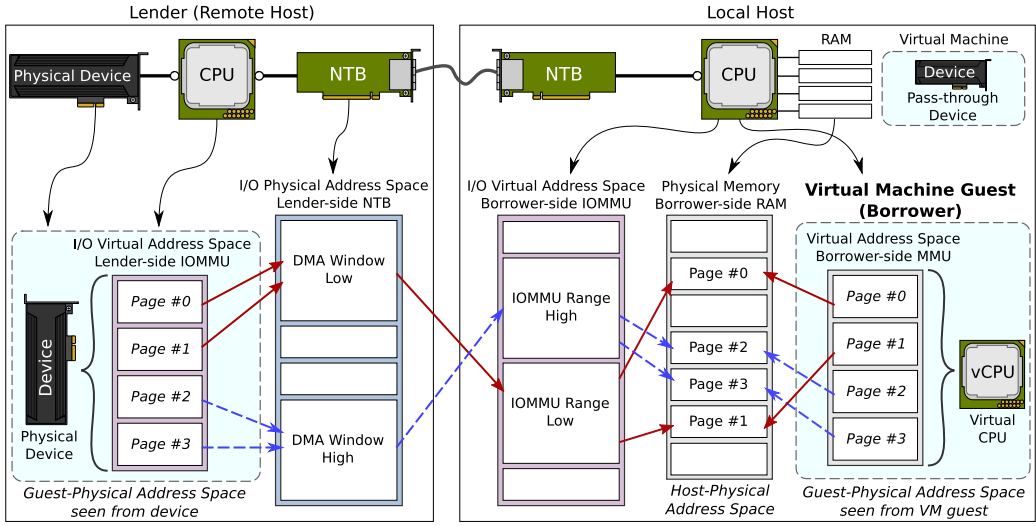 Lender (Remote Host)
Local Host
Physical Device
CPU
NTB
NTB
CPU
RAM
Virtual Machine
Device
Pass-through
Device
I/O Physical Address Space
Lender-side NTB
I/O Virtual Address Space
Borrower-side IOMMU
Physical Memory
Borrower-side RAM
Virtual Machine Guest
(Borrower)
I/O Virtual Address Space
Lender-side IOMMU
Virtual Address Space
Borrower-side MMU
Page #0
Page #1
Page #2
Page #3
Device
Physical
Device
DMA Window
Low
DMA Window
High
IOMMU Range
High
IOMMU Range
Low
Page #0
Page #2
Page #3
Page #1
Page #0
Page #1
Page #2
Page #3
vCPU
Virtual
CPU
Guest-Physical Address Space
seen from device
Host-Physical
Address Space
Guest-Physical Address Space
seen from VM guest